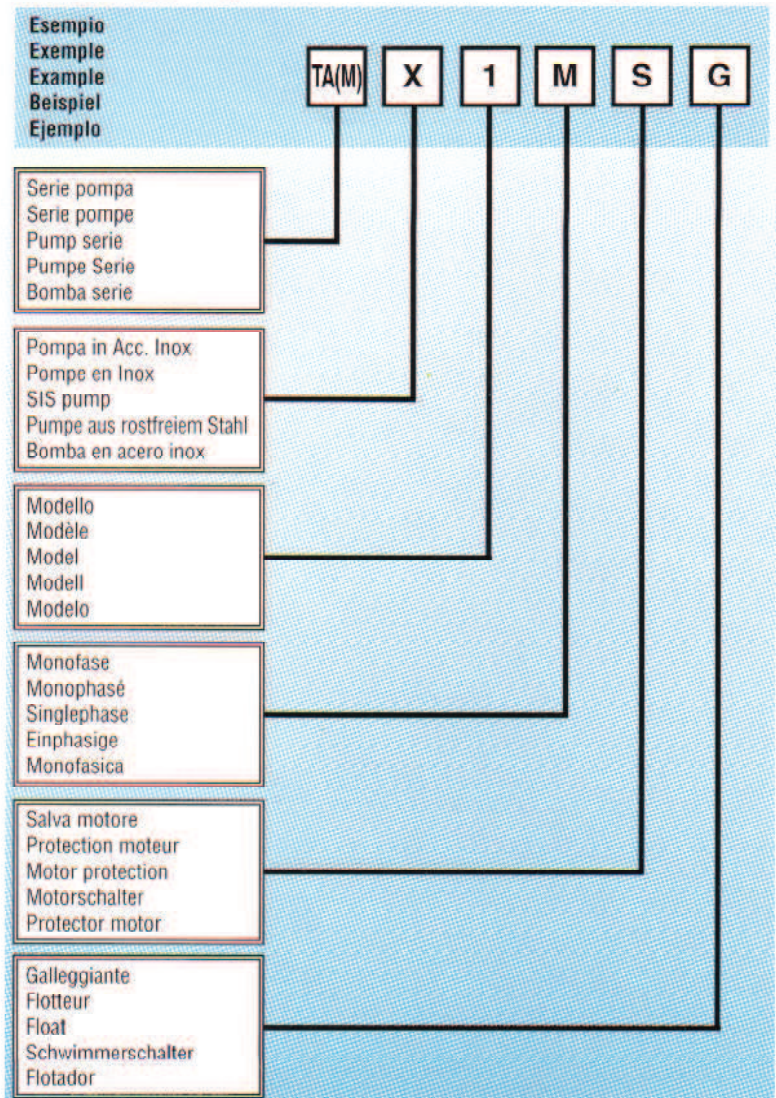 Esempio
Exemple
Example
Beispiel
Ejemplo
TA(M) X 1 M S G
Serie pompa
Serie pompe
Pump serie
Pumpe Serie
Bomba serie
Pompa in Acc. Inox
Pompe en Inox
SIS pump
Pumpe aus rostfreiem Stahl
Bomba en acero inox
Modello
Modèle
Model
Modell
Modelo
Monofase
Monophasé
Singlephase
Einphasige
Monofasica
Salva motore
Protection moteur
Motor protection
Motorschalter
Protector motor
Galleggiante
Flotteur
Float
Schwimmerschalter
Flotador